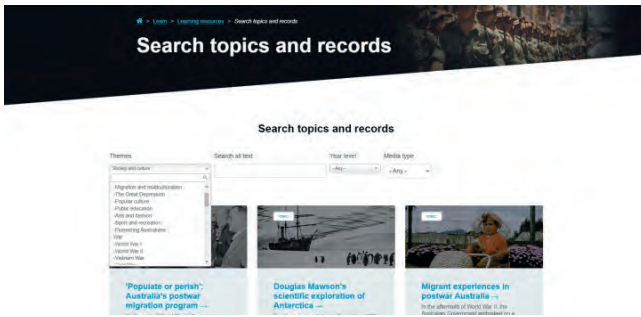 > Learn > Learning resources > Search topics and records
Search topics and records
Search topics and records
Themes Search all text Year level Media type
Society and culture -Any- -Any-
-Migration and multiculturalism
-The Great Depression
-Popular culture
-Public education
-Arts and fashion
-Sport and recreation
-Pioneering Australians
War
-World War I
-World War II
-Vietnam War
'Populate or perish':
Australia's postwar
migration program →
Douglas Mawson's
scientific exploration of
Antarctica →
Migrant experiences in
postwar Australia →
In the aftermath of World War II, the
Australian Government embarked on a